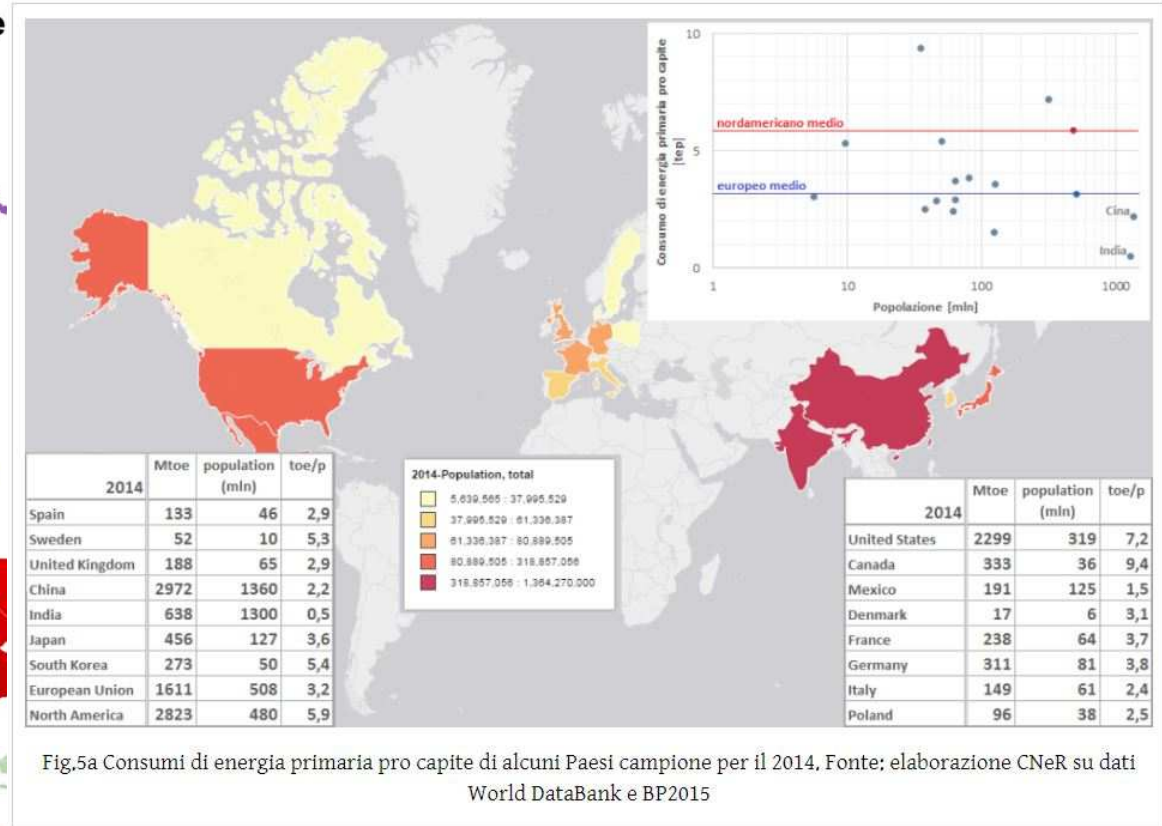 e
10
5
0
Consumo di energia primaria pro capite
[tep]
nordamericano medio
europeo medio
Cina
India
1
10
100
1000
Popolazione [mln]
2014 Mtoe population (mln) toe/p
Spain 133 46 2,9
Sweden 52 10 5,3
United Kingdom 188 65 2,9
China 2972 1360 2,2
India 638 1300 0,5
Japan 456 127 3,6
South Korea 273 50 5,4
European Union 1611 508 3,2
North America 2823 480 5,9
2014-Population, total
5,639,565 : 37,995,529
37,995,529 : 61,336,387
61,336,387 : 80,889,505
80,889,505 : 318,857,056
318,857,056 : 1,364,270,000
2014 Mtoe population (mln) toe/p
United States 2299 319 7,2
Canada 333 36 9,4
Mexico 191 125 1,5
Denmark 17 6 3,1
France 238 64 3,7
Germany 311 81 3,8
Italy 149 61 2,4
Poland 96 38 2,5
Fig.5a Consumi di energia primaria pro capite di alcuni Paesi campione per il 2014, Fonte: elaborazione CNeR su dati
World DataBank e BP2015